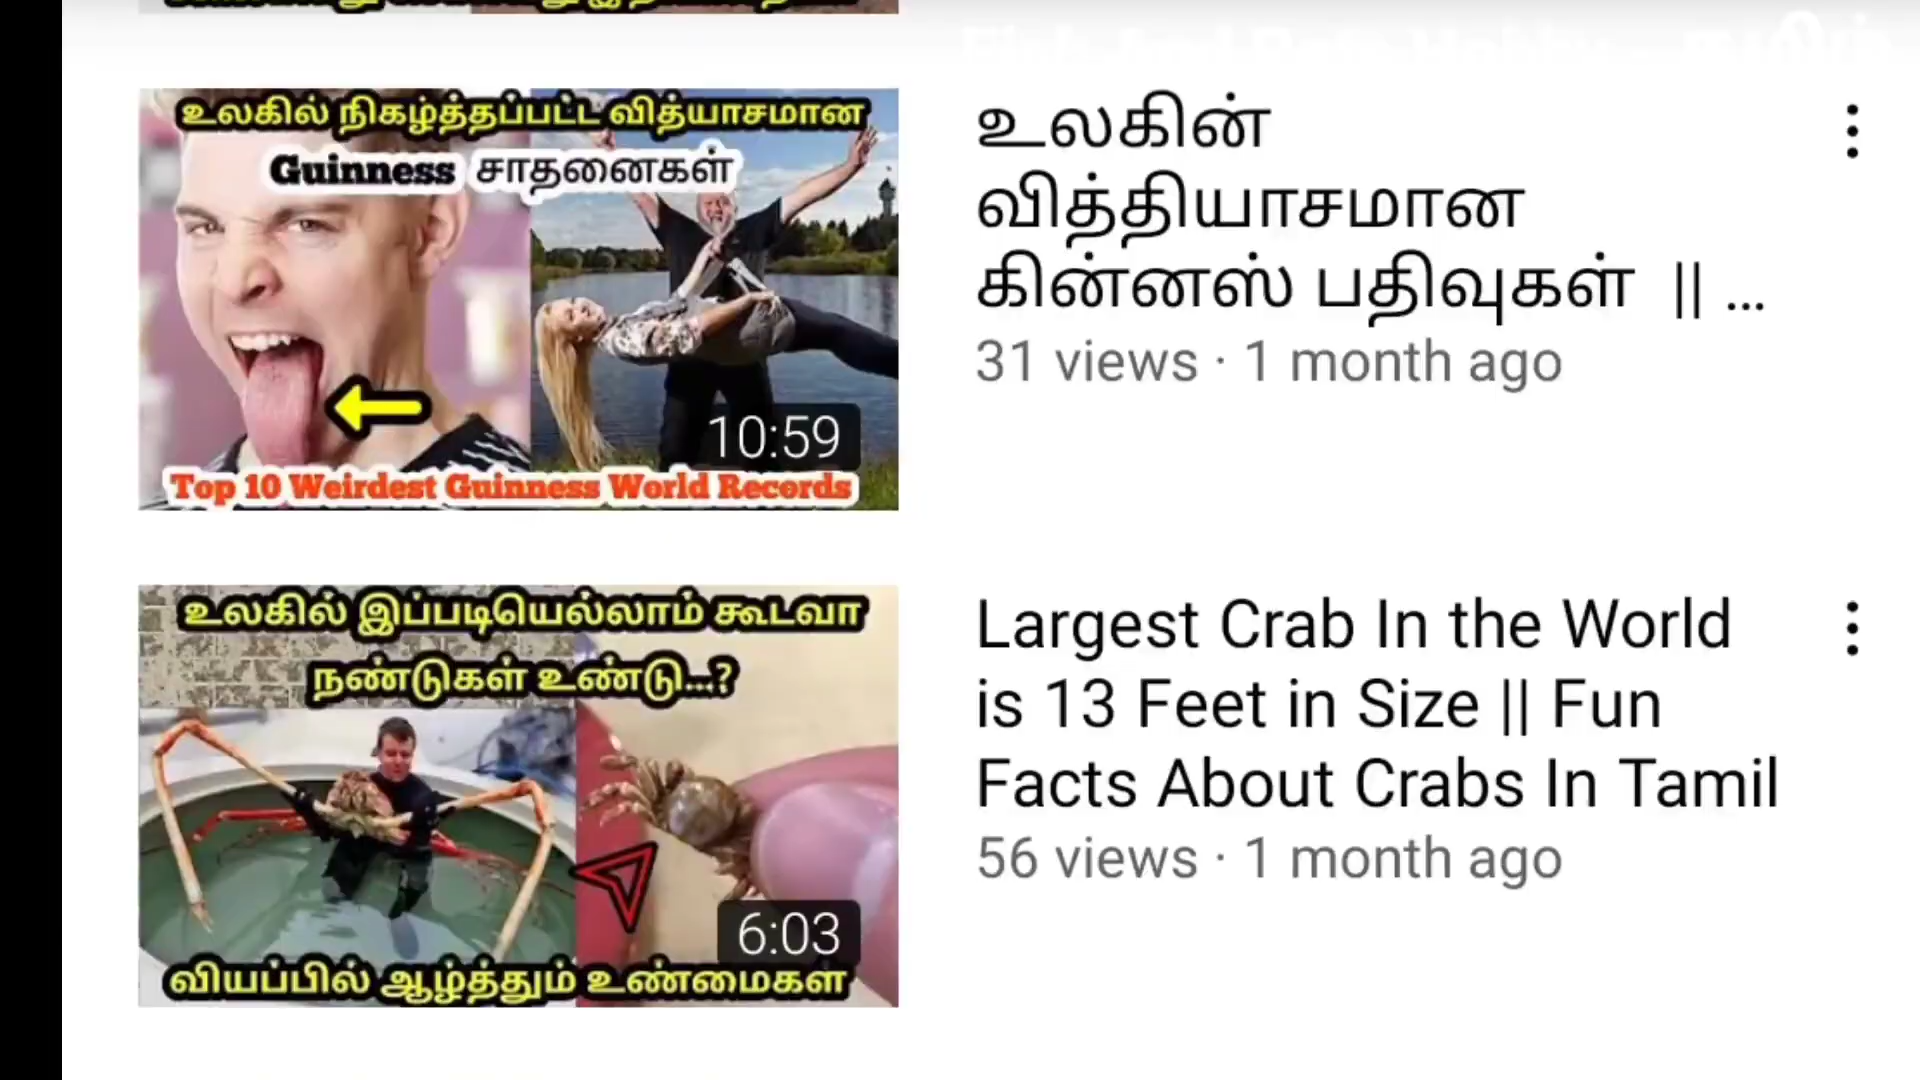 உலகில் நிகழ்த்தப்பட்ட வித்யாசமான
Guinness சாதனைகள்
10:59
Top 10 Weirdest Guinness World Records
உலகின்
வித்தியாசமான
கின்னஸ் பதிவுகள் || ...
31 views · 1 month ago
உலகில் இப்படியெல்லாம் கூடவா
நண்டுகள் உண்டு...?
6:03
வியப்பில் ஆழ்த்தும் உண்மைகள்
Largest Crab In the World
is 13 Feet in Size || Fun
Facts About Crabs In Tamil
56 views · 1 month ago